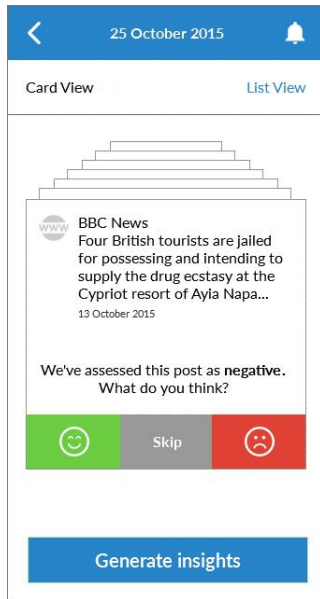 25 October 2015
Card View
List View
www
BBC News
Four British tourists are jailed
for possessing and intending to
supply the drug ecstasy at the
Cypriot resort of Ayia Napa...
13 October 2015
We've assessed this post as negative.
What do you think?
Skip
Generate insights